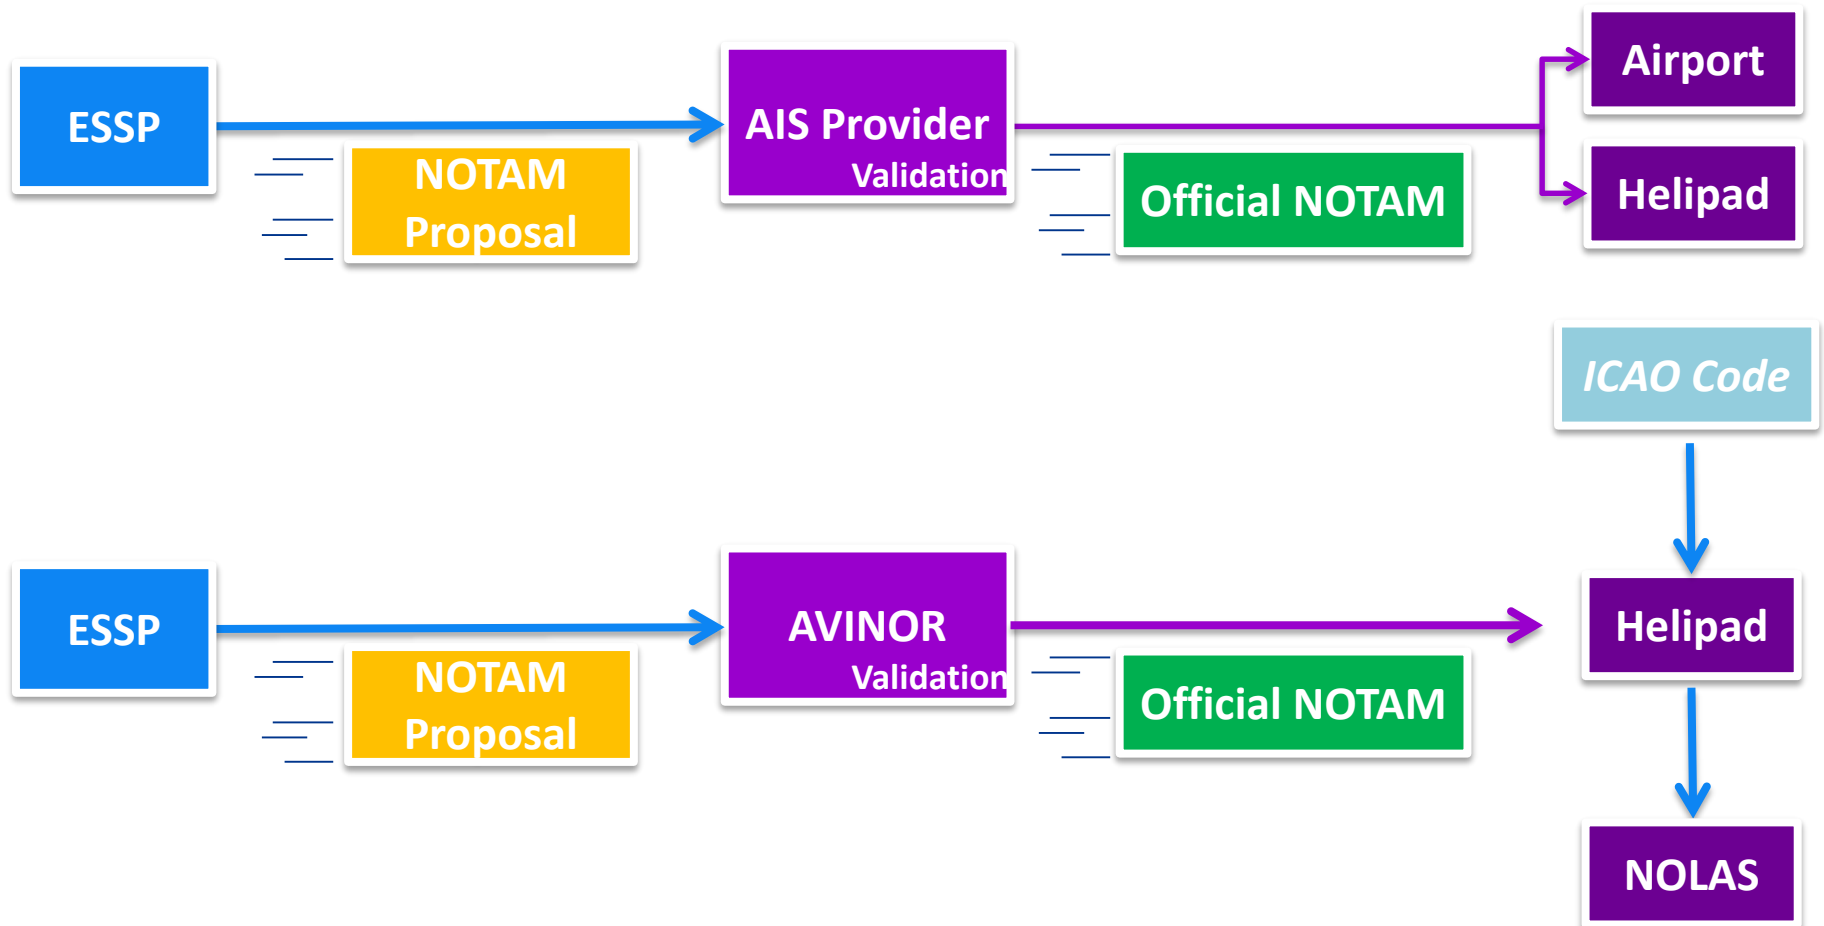 ESSP
NOTAM
Proposal
AIS Provider
Validation
Official NOTAM
Airport
Helipad
ICAO Code
ESSP
NOTAM
Proposal
AVINOR
Validation
Official NOTAM
Helipad
NOLAS